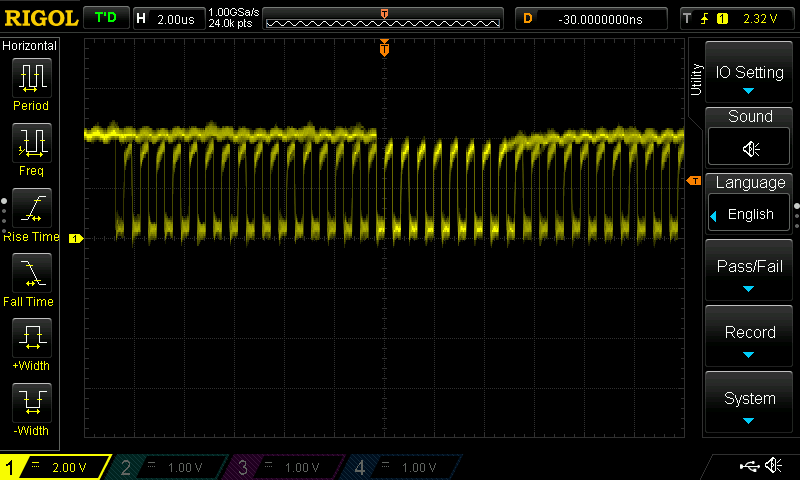 RIGOL T'D H 2.00us 1.00GSa/s 24.0k pts T D -30.0000000ns T 1 2.32 V
Horizontal
Period
Freq
Rise Time
Fall Time
+Width
-Width
T
T
1
Utility
IO Setting
Sound
Language
English
Pass/Fail
Record
System
1 2.00 V 2 1.00 V 3 1.00 V 4 1.00 V